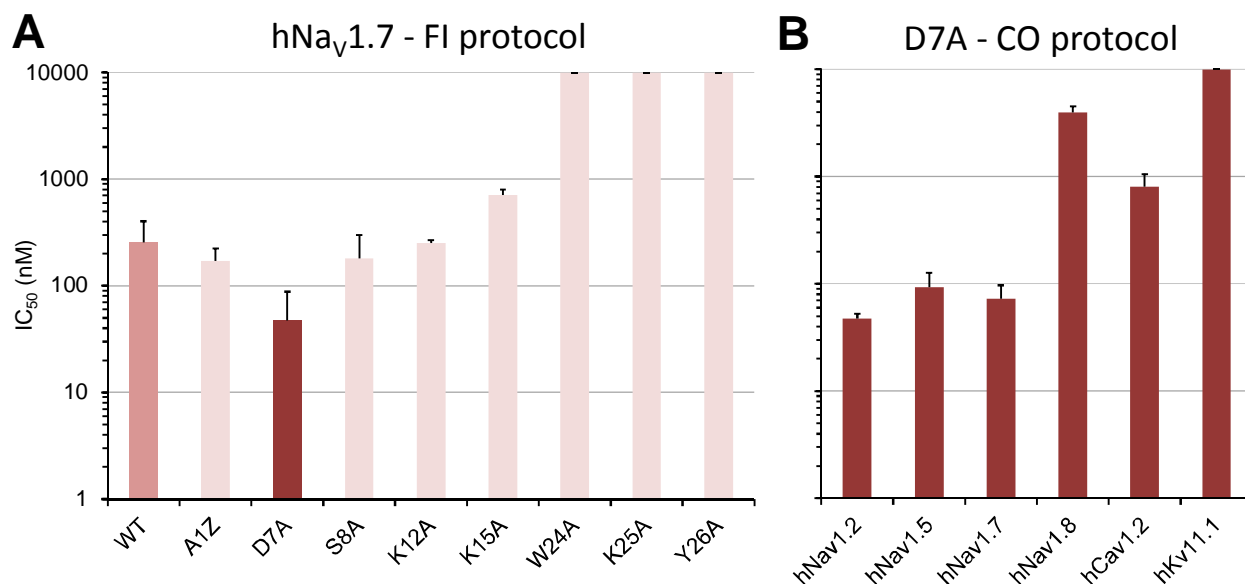 A
hNaV1.7 - FI protocol
IC50 (nM)
10000
1000
100
10
1
WT
A1Z
D7A
S8A
K12A
K15A
W24A
K25A
Y26A
B
D7A - CO protocol
hNav1.2
hNav1.5
hNav1.7
hNav1.8
hCav1.2
hKv11.1